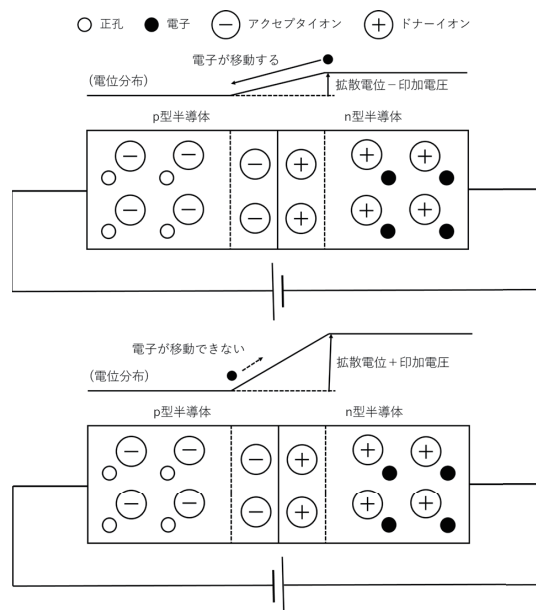 正孔 電子 アクセプタイオン ドナーイオン
電子が移動する
(電位分布)
拡散電位－印加電圧
p型半導体 n型半導体
－ － － ＋ ＋ ＋
－ － － ＋ ＋ ＋
電子が移動できない
(電位分布)
拡散電位＋印加電圧
p型半導体 n型半導体
－ － － ＋ ＋ ＋
－ － － ＋ ＋ ＋